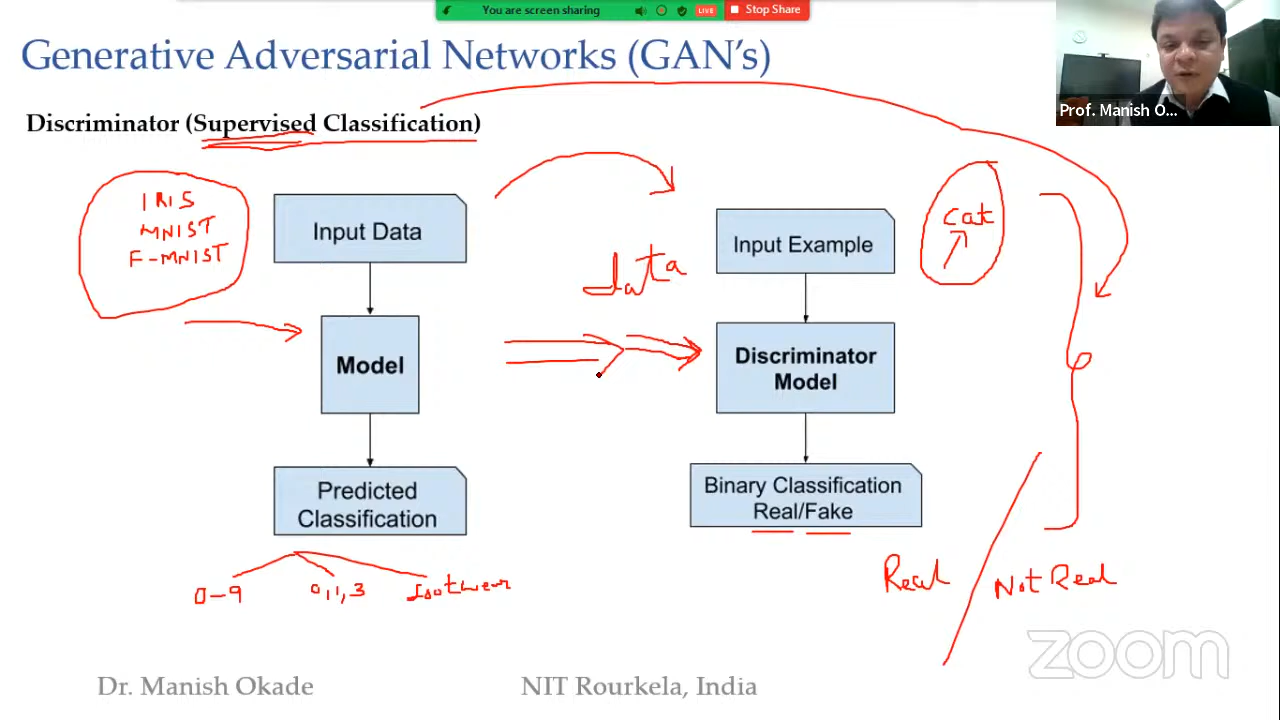 You are screen sharing
LIVE
Stop Share
Generative Adversarial Networks (GAN's)
Prof. Manish O...
Discriminator (Supervised Classification)
IRIS
MNIST
F-MNIST
Input Data
cat
Input Example
data
Model
Discriminator
Model
Predicted
Classification
Binary Classification
Real/Fake
0-9
0,1,3
footwear
Real
Not Real
zoom
Dr. Manish Okade
NIT Rourkela, India